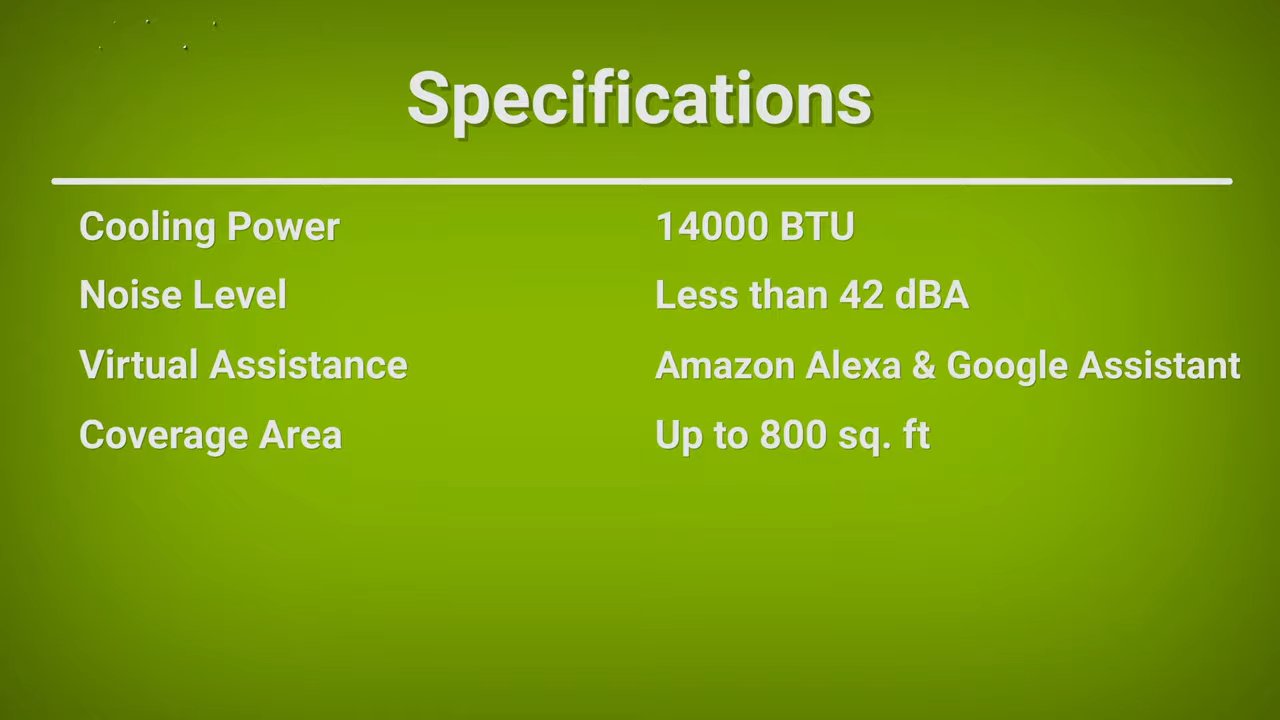 Specifications
Cooling Power 14000 BTU
Noise Level Less than 42 dBA
Virtual Assistance Amazon Alexa & Google Assistant
Coverage Area Up to 800 sq. ft